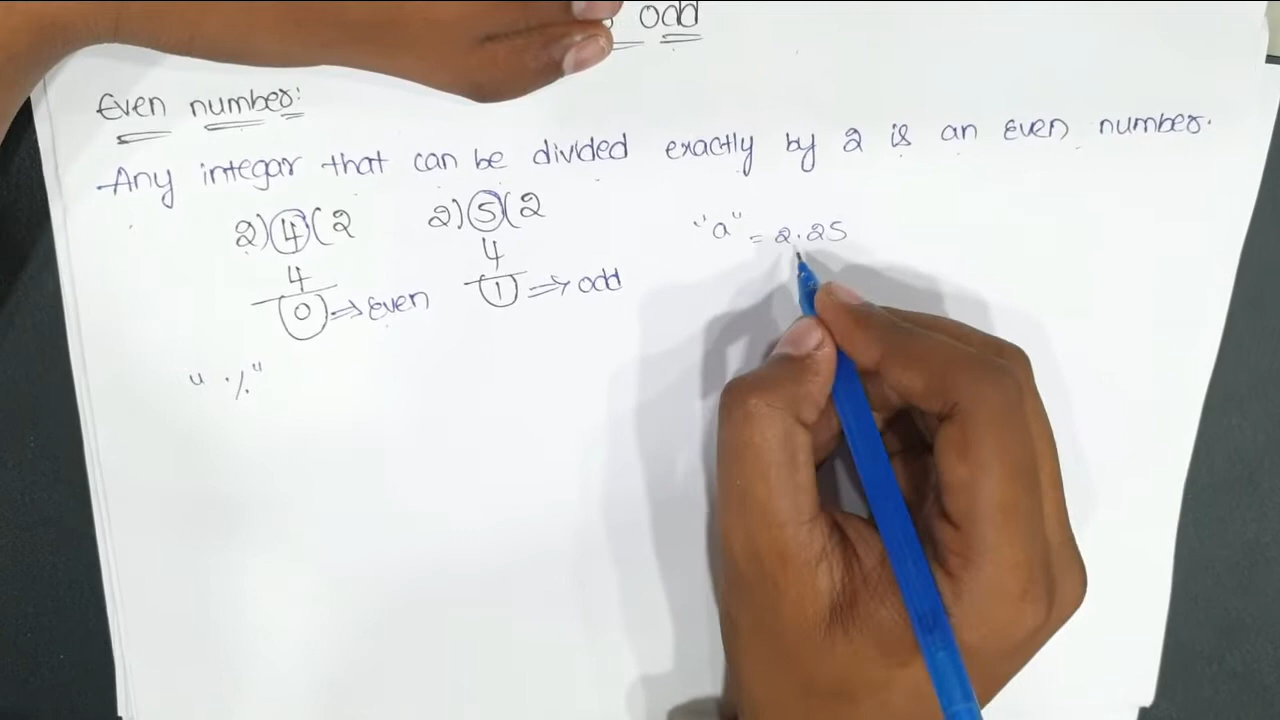 odd
Even number:
Any integar that can be divided exactly by 2 is an even number.
2)4(2 2)5(2 "a" = 2.25
4 4
0 ⇒ Even 1 ⇒ odd
"%"